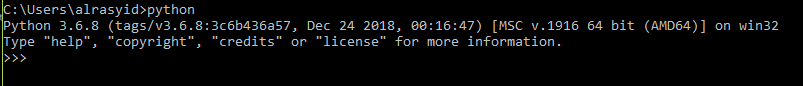 C:\Users\alrasyid>python
Python 3.6.8 (tags/v3.6.8:3c6b436a57, Dec 24 2018, 00:16:47) [MSC v.1916 64 bit (AMD64)] on win32
Type "help", "copyright", "credits" or "license" for more information.
>>>